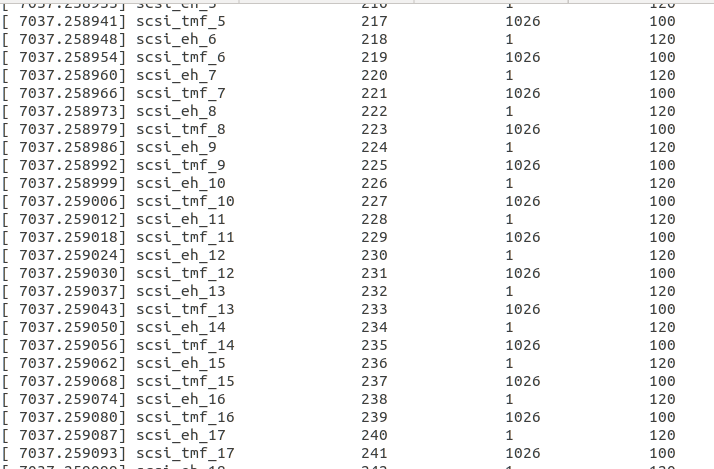 [ 7037.258941] scsi_tmf_5 217 1026 100
[ 7037.258948] scsi_eh_6 218 1 120
[ 7037.258954] scsi_tmf_6 219 1026 100
[ 7037.258960] scsi_eh_7 220 1 120
[ 7037.258966] scsi_tmf_7 221 1026 100
[ 7037.258973] scsi_eh_8 222 1 120
[ 7037.258979] scsi_tmf_8 223 1026 100
[ 7037.258986] scsi_eh_9 224 1 120
[ 7037.258992] scsi_tmf_9 225 1026 100
[ 7037.258999] scsi_eh_10 226 1 120
[ 7037.259006] scsi_tmf_10 227 1026 100
[ 7037.259012] scsi_eh_11 228 1 120
[ 7037.259018] scsi_tmf_11 229 1026 100
[ 7037.259024] scsi_eh_12 230 1 120
[ 7037.259030] scsi_tmf_12 231 1026 100
[ 7037.259037] scsi_eh_13 232 1 120
[ 7037.259043] scsi_tmf_13 233 1026 100
[ 7037.259050] scsi_eh_14 234 1 120
[ 7037.259056] scsi_tmf_14 235 1026 100
[ 7037.259062] scsi_eh_15 236 1 120
[ 7037.259068] scsi_tmf_15 237 1026 100
[ 7037.259074] scsi_eh_16 238 1 120
[ 7037.259080] scsi_tmf_16 239 1026 100
[ 7037.259087] scsi_eh_17 240 1 120
[ 7037.259093] scsi_tmf_17 241 1026 100